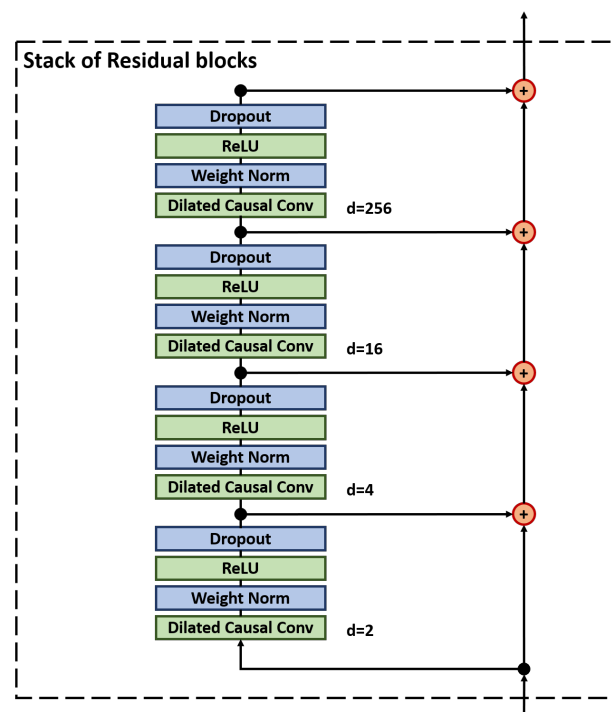 Stack of Residual blocks
+
Dropout
ReLU
Weight Norm
Dilated Causal Conv d=256
+
Dropout
ReLU
Weight Norm
Dilated Causal Conv d=16
+
Dropout
ReLU
Weight Norm
Dilated Causal Conv d=4
+
Dropout
ReLU
Weight Norm
Dilated Causal Conv d=2